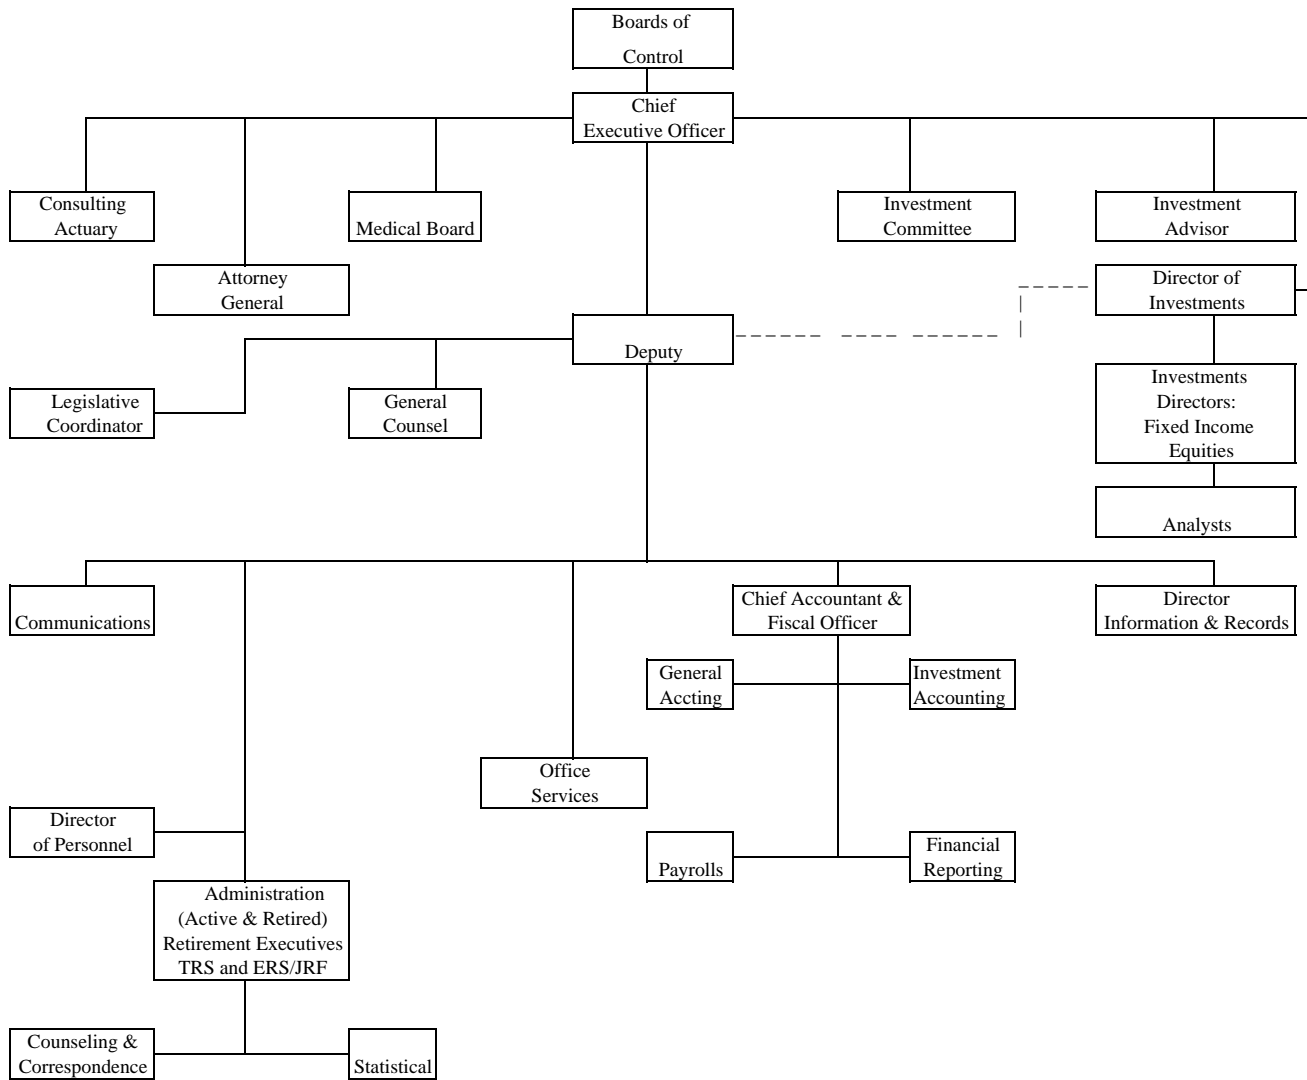 Boards of
Control
Chief
Executive Officer
Consulting
Actuary
Medical Board
Investment
Committee
Investment
Advisor
Attorney
General
Director of
Investments
Deputy
Legislative
Coordinator
General
Counsel
Investments
Directors:
Fixed Income
Equities
Analysts
Communications
Chief Accountant &
Fiscal Officer
Director
Information & Records
General
Accting
Investment
Accounting
Office
Services
Director
of Personnel
Payrolls
Financial
Reporting
Administration
(Active & Retired)
Retirement Executives
TRS and ERS/JRF
Counseling &
Correspondence
Statistical